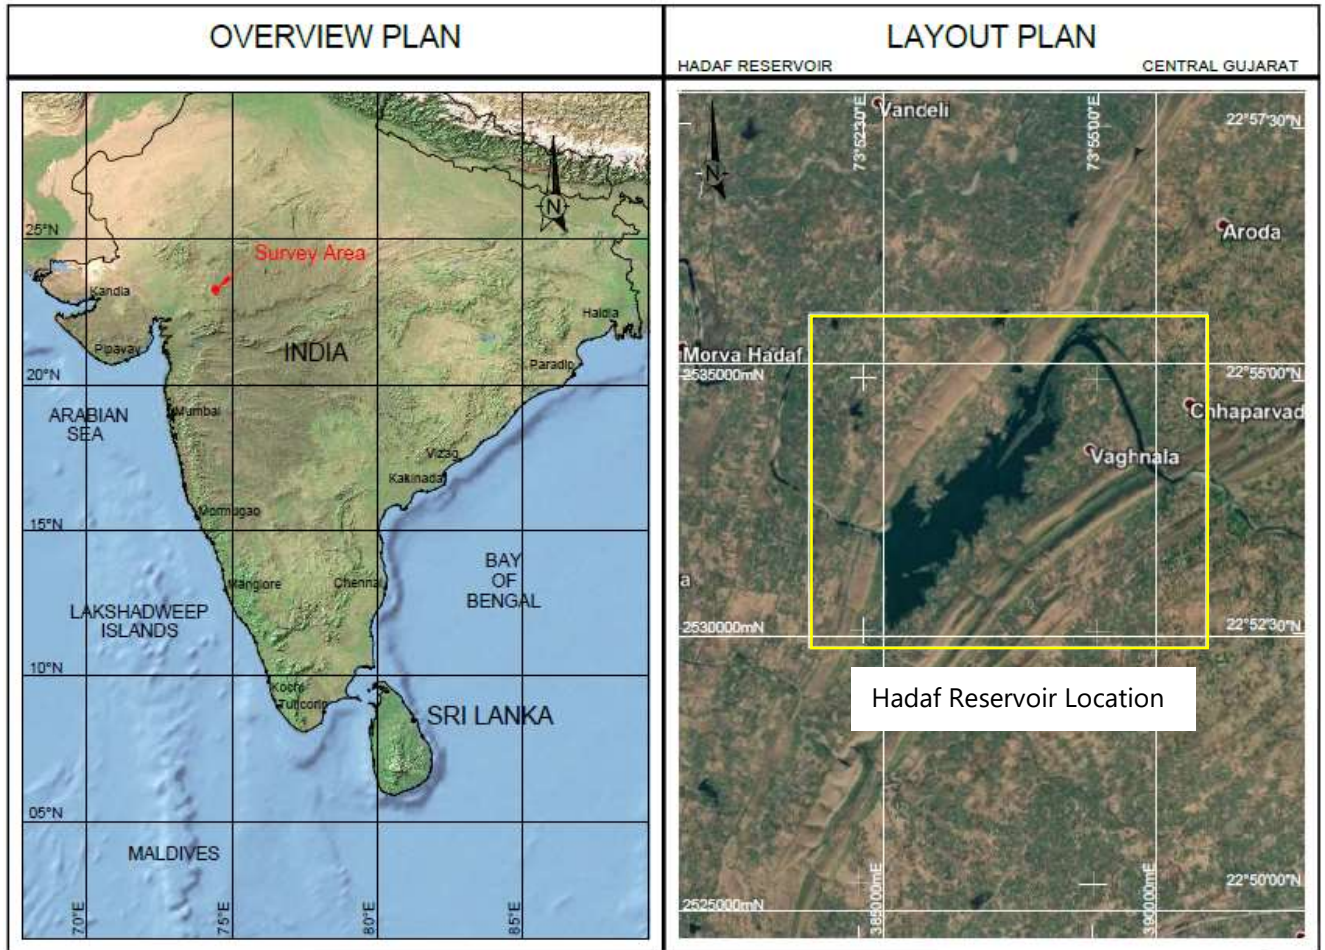 OVERVIEW PLAN
25°N
Survey Area
Kandla
Haldia
Pipavav
INDIA
Paradip
20°N
ARABIAN
SEA
Mumbai
Vizag
Kakinada
Mormugao
15°N
BAY
OF
BENGAL
Manglore
Chennai
LAKSHADWEEP
ISLANDS
10°N
Kochi
Tuticorin
SRI LANKA
05°N
MALDIVES
70°E
75°E
80°E
85°E
N
LAYOUT PLAN
HADAF RESERVOIR
CENTRAL GUJARAT
73°52'30"E
Vandeli
73°55'00"E
22°57'30"N
N
Aroda
Morva Hadaf
2535000mN
22°55'00"N
Chhaparvad
Vaghnala
a
2530000mN
22°52'30"N
Hadaf Reservoir Location
22°50'00"N
2525000mN
385000mE
390000mE